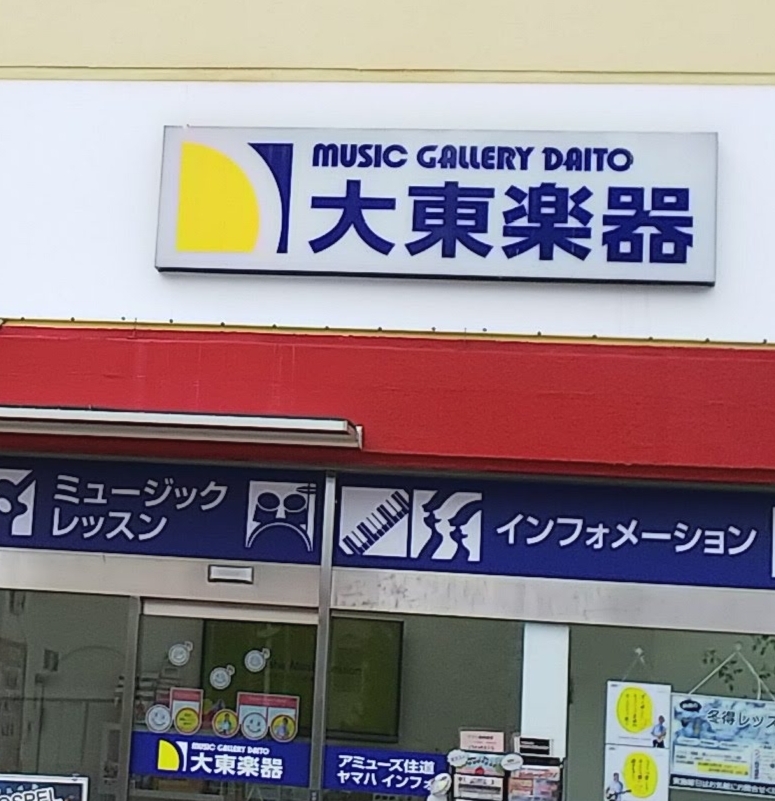 MUSIC GALLERY DAITO
大東楽器
ミュージック
レッスン
インフォメーション
MUSIC GALLERY DAITO
大東楽器
アミューズ住道
ヤマハ インフォ
冬得レッス